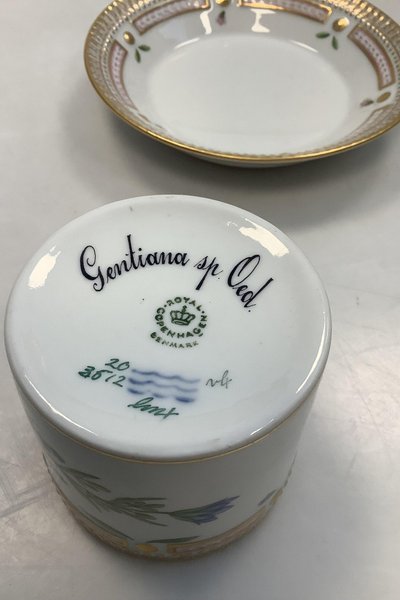 Gentiana sp. Oed.
ROYAL
COPENHAGEN
DENMARK
20
3512